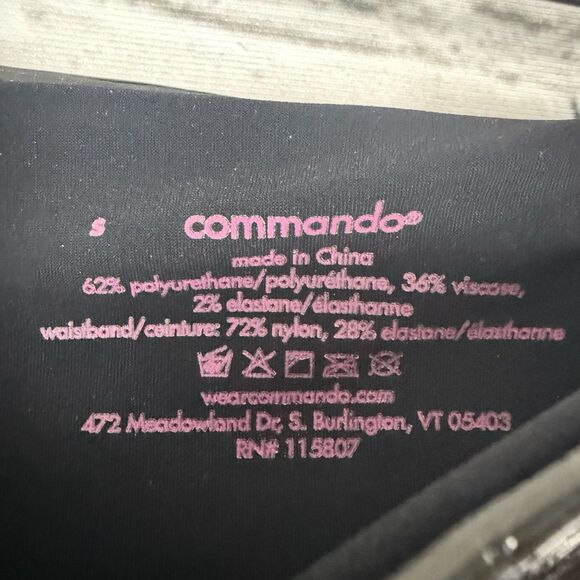 S commando®
made in China
62% polyurethane/polyuréthane, 36% viscose,
2% elastane/élasthanne
waistband/ceinture: 72% nylon, 28% elastane/élasthanne
wearcommando.com
472 Meadowland Dr, S. Burlington, VT 05403
RN# 115807